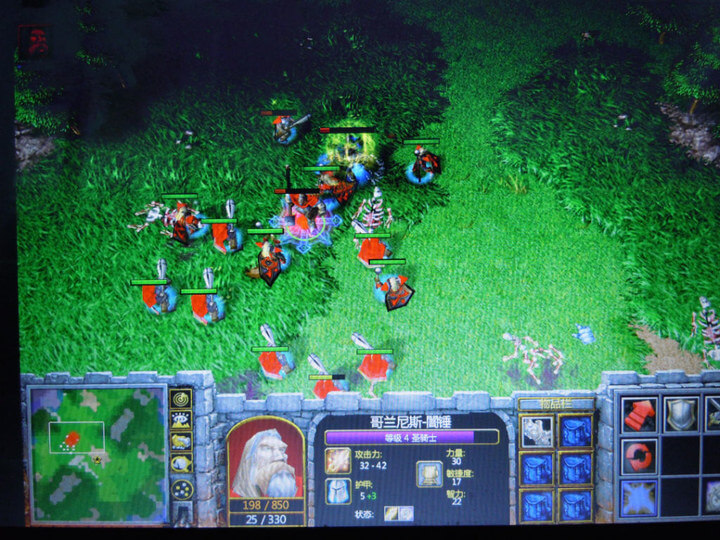 哥兰尼斯-闇锤
等级 4 圣骑士
攻击力:
32 - 42
护甲:
5 +3
状态:
力量:
30
敏捷度:
17
智力:
22
物品栏
198 / 850
25 / 330